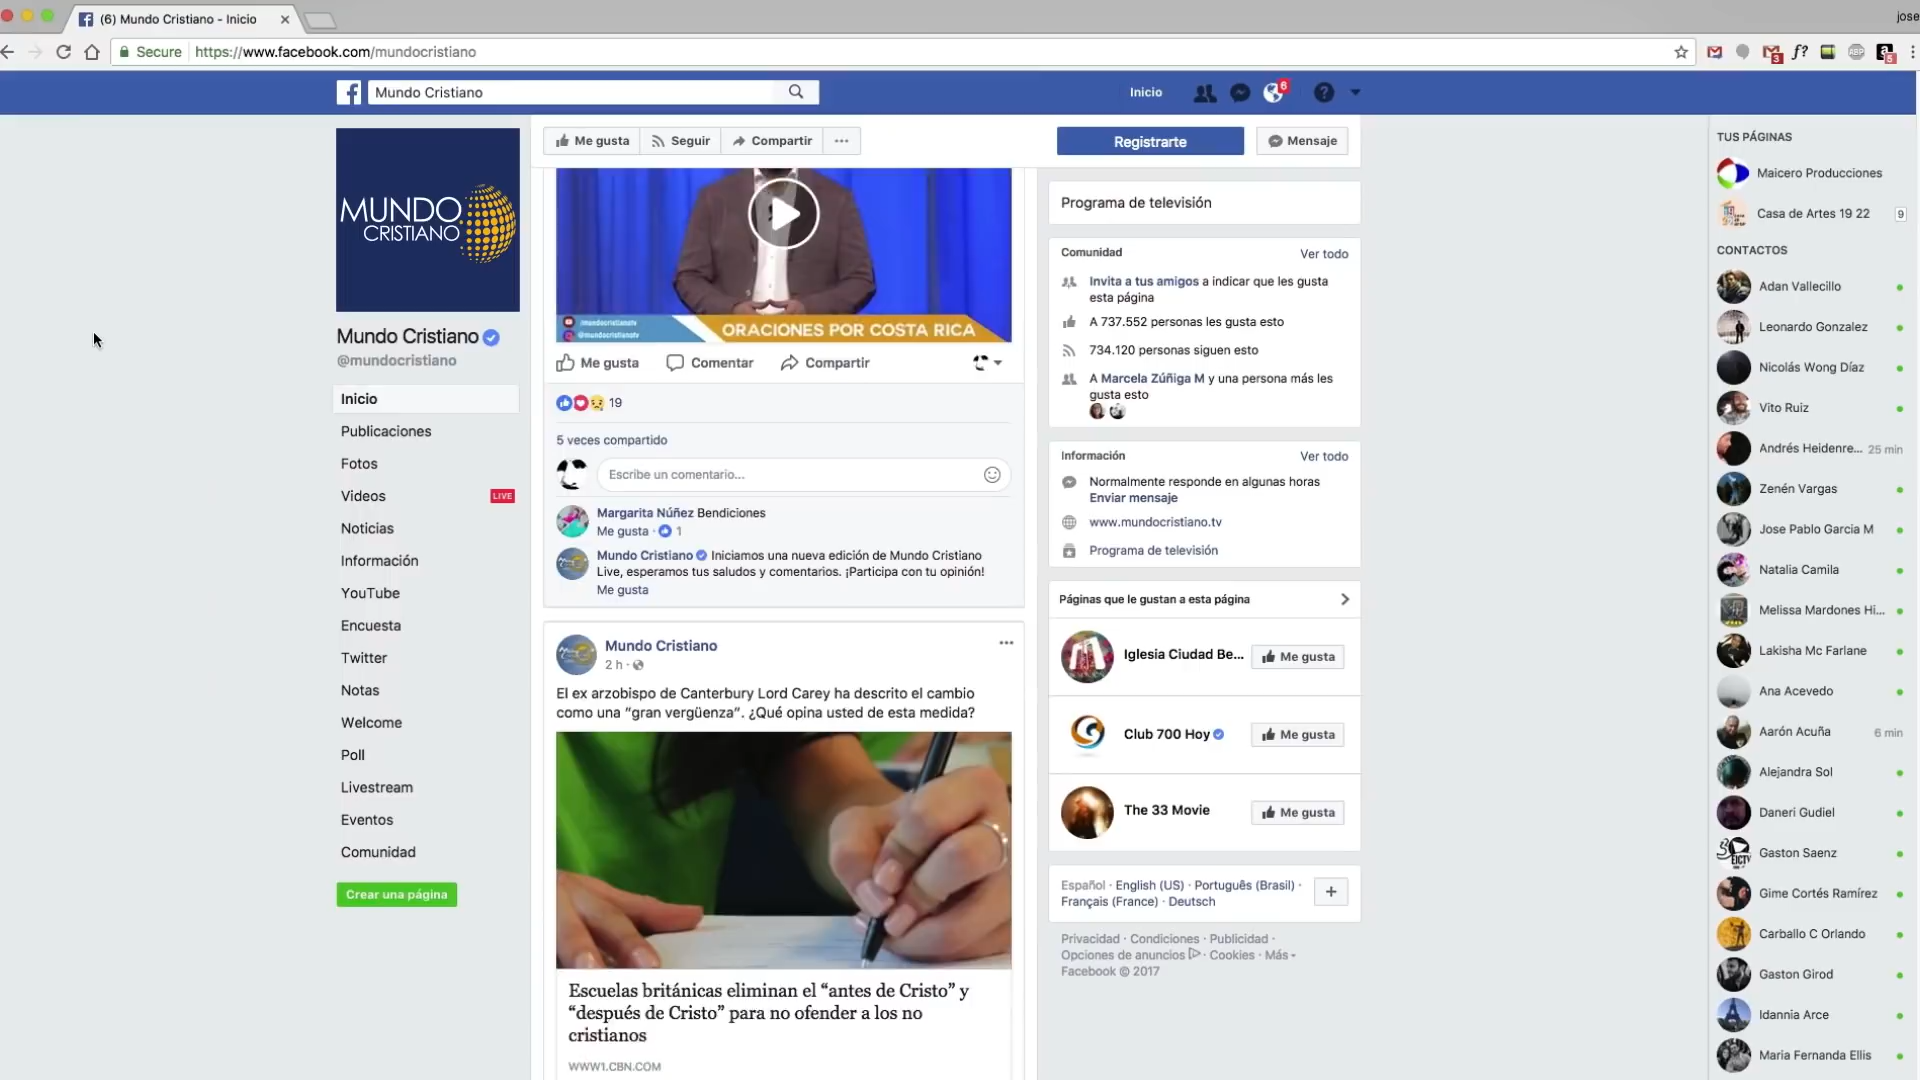 (6) Mundo Cristiano - Inicio
jose
Secure
https://www.facebook.com/mundocristiano
Mundo Cristiano
Inicio
6
3
5
f?
ABP
a
MUNDO
CRISTIANO
Mundo Cristiano
@mundocristiano
Inicio
Publicaciones
Fotos
Videos
LIVE
Noticias
Información
YouTube
Encuesta
Twitter
Notas
Welcome
Poll
Livestream
Eventos
Comunidad
Crear una página
Me gusta
Seguir
Compartir
Registrarte
Mensaje
/mundocristianotv
@mundocristianotv
ORACIONES POR COSTA RICA
Me gusta
Comentar
Compartir
19
5 veces compartido
Escribe un comentario...
Margarita Núñez Bendiciones
Me gusta · 1
Mundo Cristiano Iniciamos una nueva edición de Mundo Cristiano
Live, esperamos tus saludos y comentarios. ¡Participa con tu opinión!
Me gusta
Mundo Cristiano
2 h ·
El ex arzobispo de Canterbury Lord Carey ha descrito el cambio
como una "gran vergüenza". ¿Qué opina usted de esta medida?
Escuelas británicas eliminan el “antes de Cristo” y
“después de Cristo” para no ofender a los no
cristianos
WWW1.CBN.COM
Programa de televisión
Comunidad
Ver todo
Invita a tus amigos a indicar que les gusta
esta página
A 737.552 personas les gusta esto
734.120 personas siguen esto
A Marcela Zúñiga M y una persona más les
gusta esto
Información
Ver todo
Normalmente responde en algunas horas
Enviar mensaje
www.mundocristiano.tv
Programa de televisión
Páginas que le gustan a esta página
Iglesia Ciudad Be...
Me gusta
Club 700 Hoy
Me gusta
The 33 Movie
Me gusta
Español · English (US) · Português (Brasil) ·
Français (France) · Deutsch
Privacidad · Condiciones · Publicidad ·
Opciones de anuncios · Cookies · Más
Facebook © 2017
TUS PÁGINAS
Maicero Producciones
Casa de Artes 19 22
9
CONTACTOS
Adan Vallecillo
Leonardo Gonzalez
Nicolás Wong Díaz
Vito Ruiz
Andrés Heidenre...
25 min
Zenén Vargas
Jose Pablo Garcia M
Natalia Camila
Melissa Mardones Hi...
Lakisha Mc Farlane
Ana Acevedo
Aarón Acuña
6 min
Alejandra Sol
Daneri Gudiel
Gaston Saenz
Gime Cortés Ramírez
Carballo C Orlando
Gaston Girod
Idannia Arce
Maria Fernanda Ellis